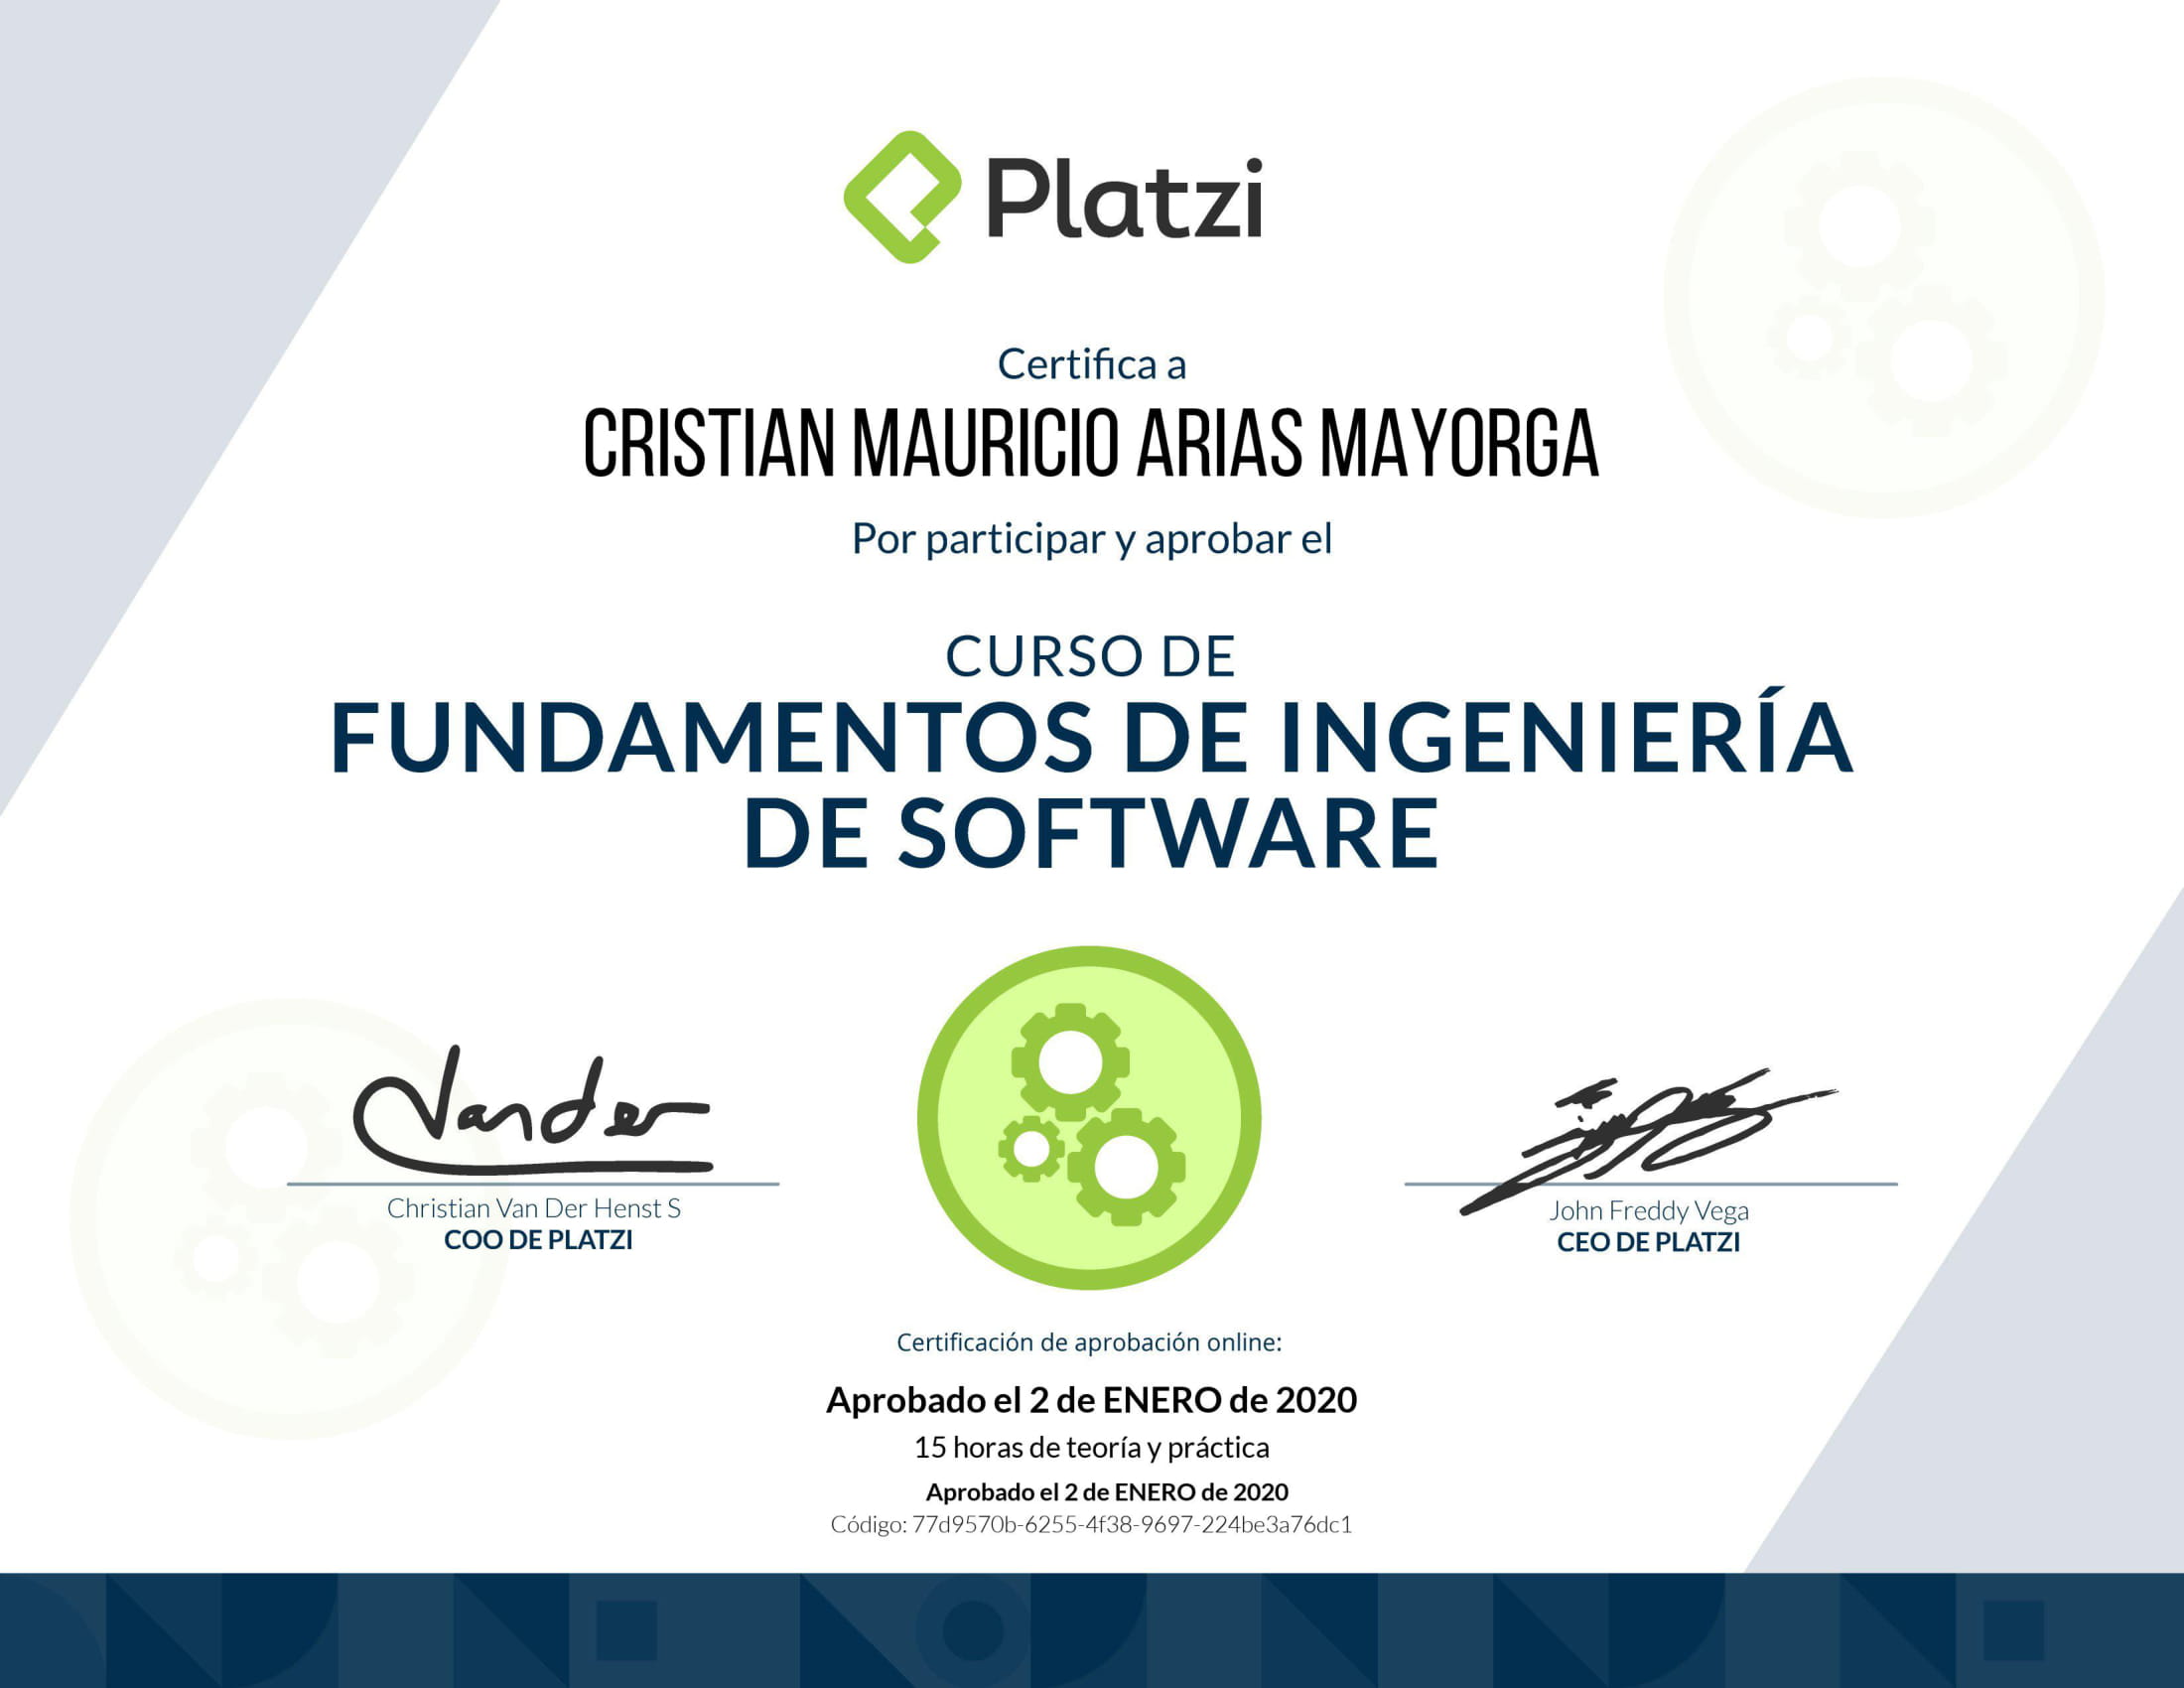 Platzi
Certifica a
CRISTIAN MAURICIO ARIAS MAYORGA
Por participar y aprobar el
CURSO DE
FUNDAMENTOS DE INGENIERÍA
DE SOFTWARE
Vander
Christian Van Der Henst S
COO DE PLATZI
John Freddy Vega
CEO DE PLATZI
Certificación de aprobación online:
Aprobado el 2 de ENERO de 2020
15 horas de teoría y práctica
Aprobado el 2 de ENERO de 2020
Código: 77d9570b-6255-4f38-9697-224be3a76dc1